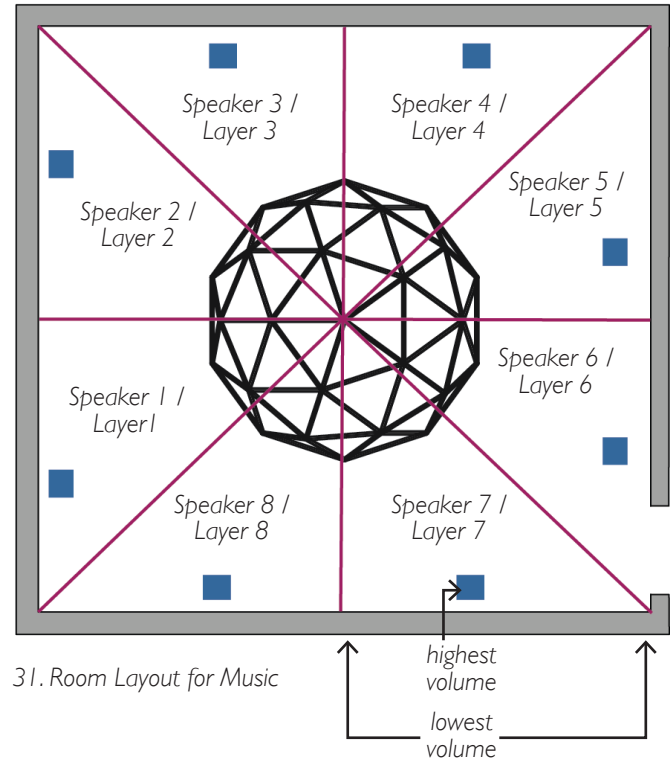 Speaker 3 /
Layer 3
Speaker 4 /
Layer 4
Speaker 5 /
Layer 5
Speaker 2 /
Layer 2
Speaker 6 /
Layer 6
Speaker 1 /
Layer1
Speaker 8 /
Layer 8
Speaker 7 /
Layer 7
31. Room Layout for Music
highest
volume
lowest
volume